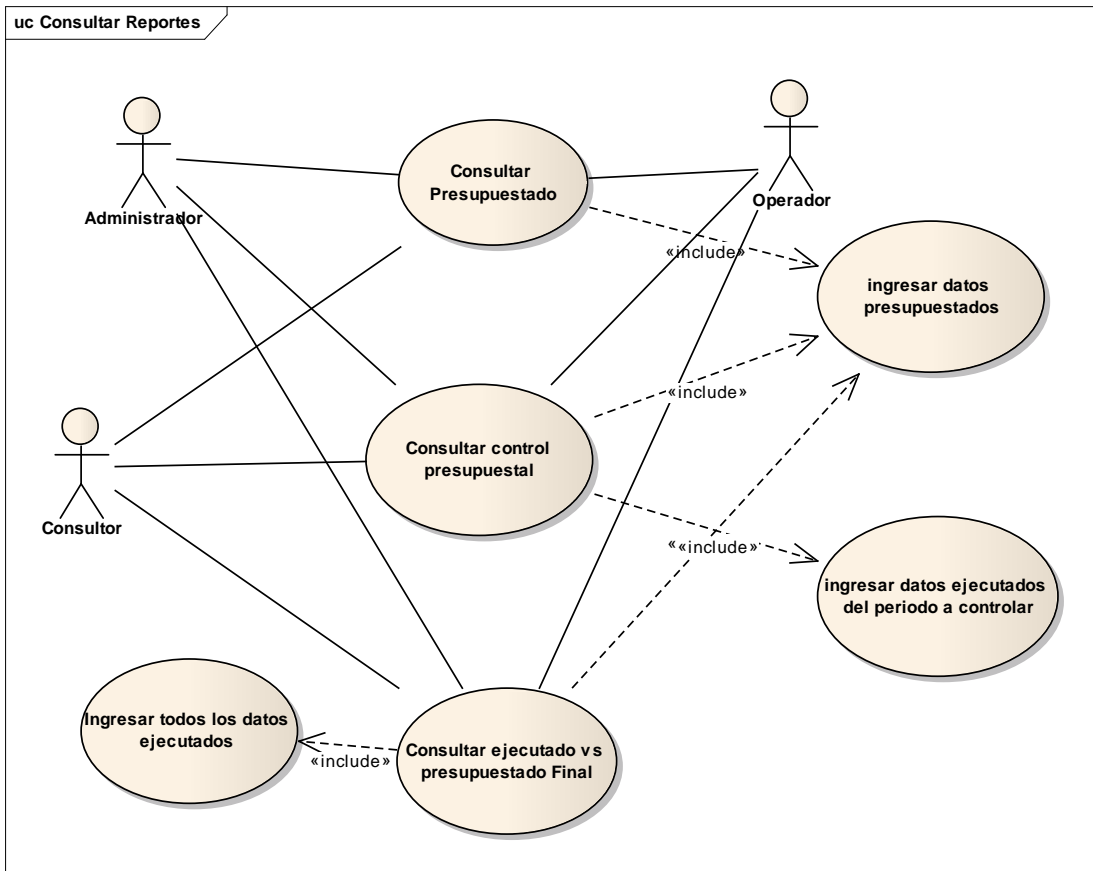 uc Consultar Reportes
Administrador
Consultar
Presupuestado
Operador
«include»
ingresar datos
presupuestados
«include»
Consultar control
presupuestal
Consultor
«include»
«include»
ingresar datos ejecutados
del periodo a controlar
Ingresar todos los datos
ejecutados
«include»
Consultar ejecutado vs
presupuestado Final